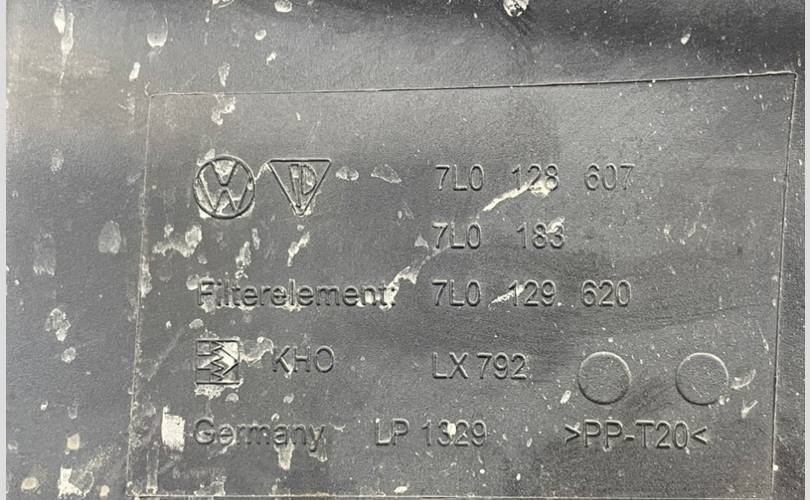 7L0 128 607
7L0 183
Filterelement: 7L0 129 620
KHO LX 792
Germany LP 1329 >PP-T20<